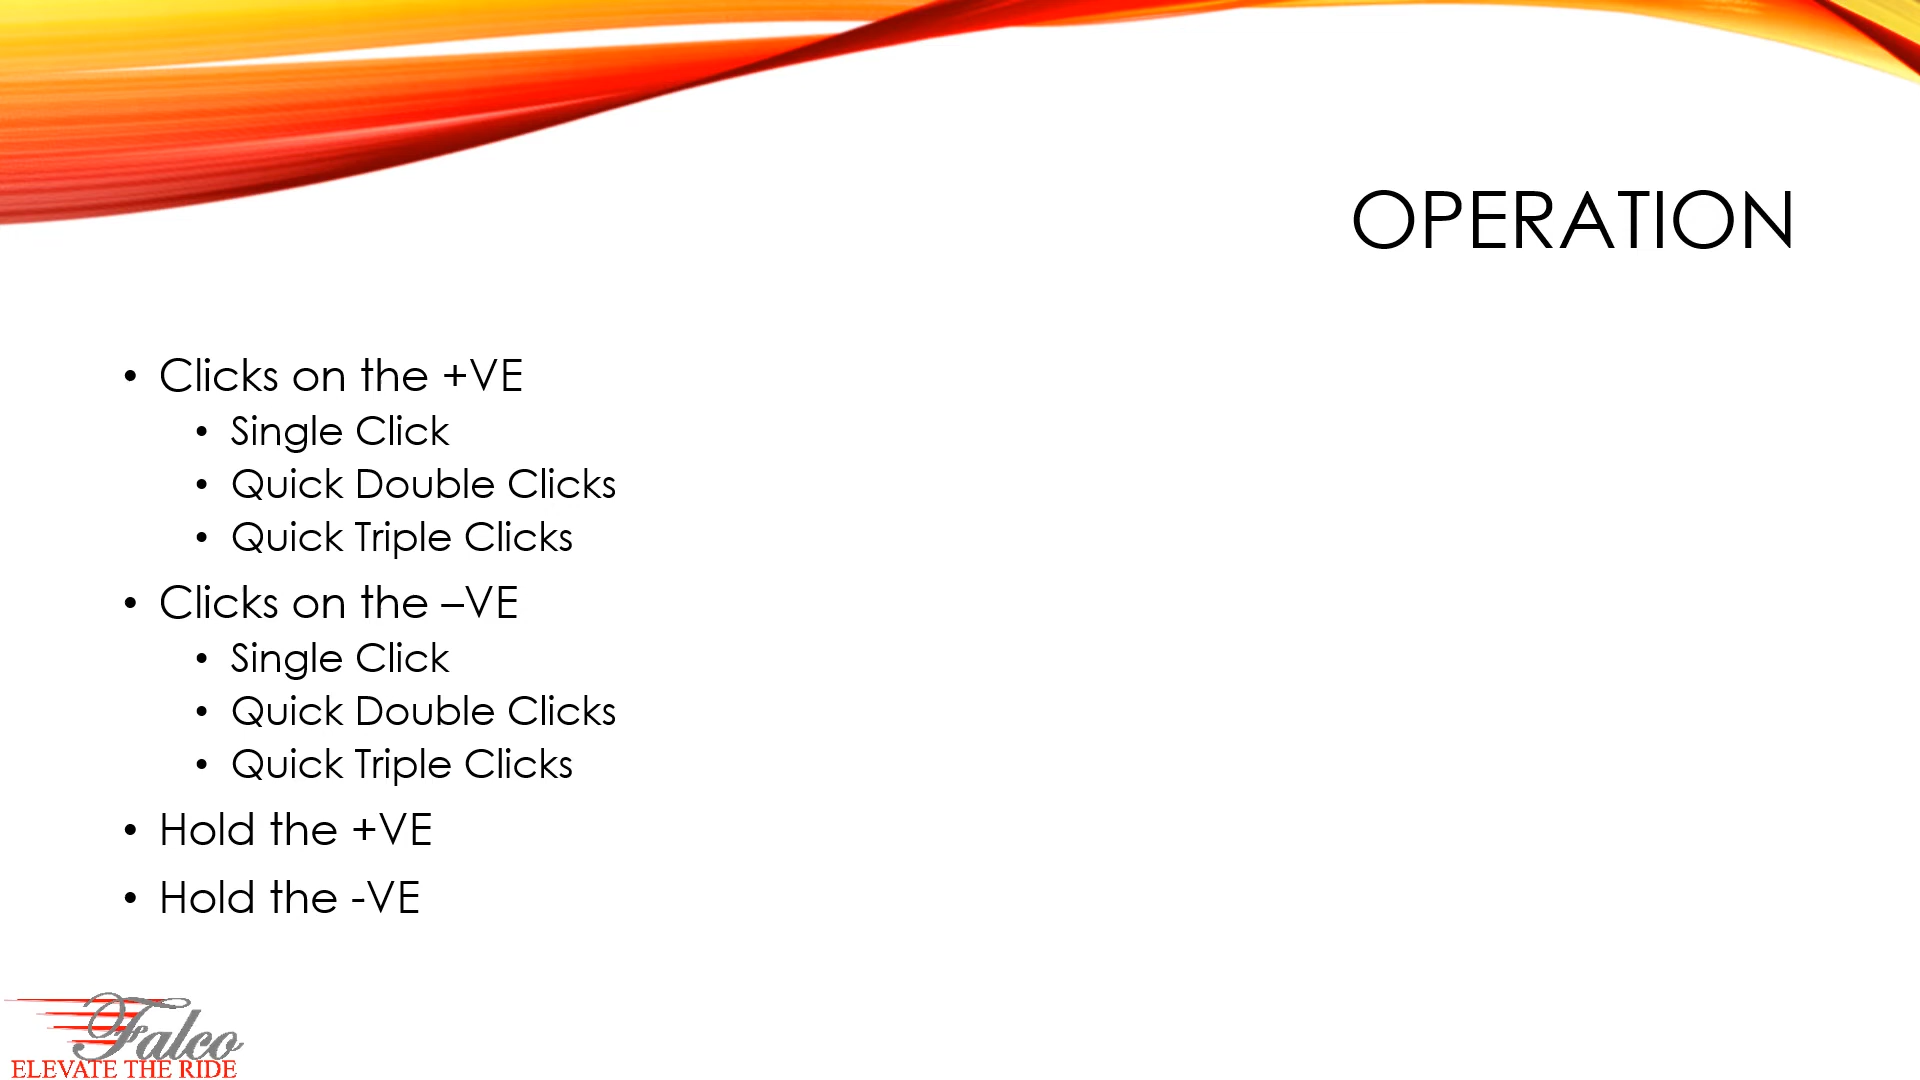 OPERATION
• Clicks on the +VE
• Single Click
• Quick Double Clicks
• Quick Triple Clicks
• Clicks on the –VE
• Single Click
• Quick Double Clicks
• Quick Triple Clicks
• Hold the +VE
• Hold the -VE
Falco
ELEVATE THE RIDE